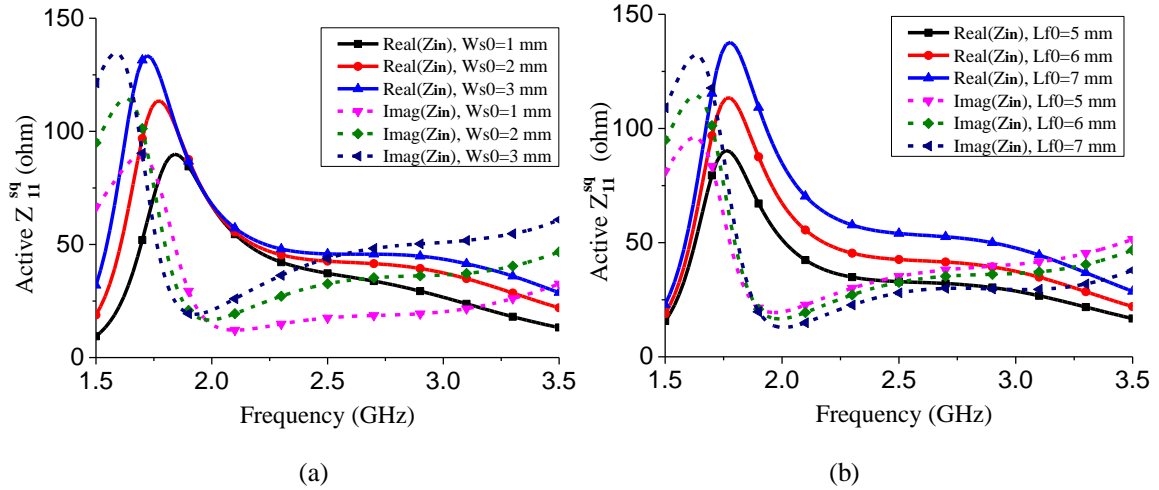 150
100
50
0
1.5 2.0 2.5 3.0 3.5
Active Z₁₁^sq (ohm)
Frequency (GHz)
Real(Zin), Ws0=1 mm
Real(Zin), Ws0=2 mm
Real(Zin), Ws0=3 mm
Imag(Zin), Ws0=1 mm
Imag(Zin), Ws0=2 mm
Imag(Zin), Ws0=3 mm
(a)
150
100
50
0
1.5 2.0 2.5 3.0 3.5
Active Z₁₁^sq (ohm)
Frequency (GHz)
Real(Zin), Lf0=5 mm
Real(Zin), Lf0=6 mm
Real(Zin), Lf0=7 mm
Imag(Zin), Lf0=5 mm
Imag(Zin), Lf0=6 mm
Imag(Zin), Lf0=7 mm
(b)